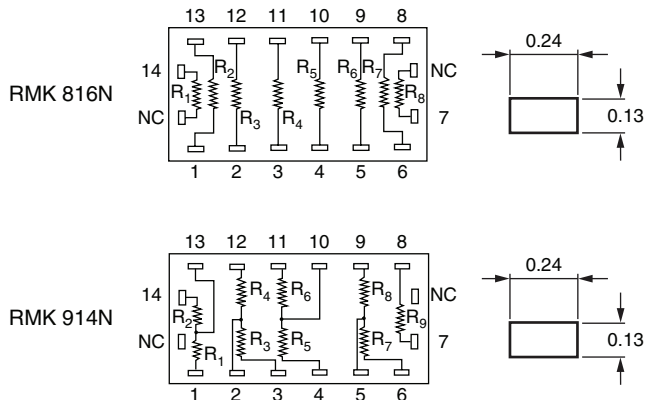 13 12 11 10 9 8
0.24
14 R2 R5 R6 R7 NC
RMK 816N
R1 R8
0.13
NC R3 R4 7
1 2 3 4 5 6
13 12 11 10 9 8
0.24
14 R4 R6 R8 NC
RMK 914N
R2 R9
0.13
NC R1 R3 R5 R7 7
1 2 3 4 5 6